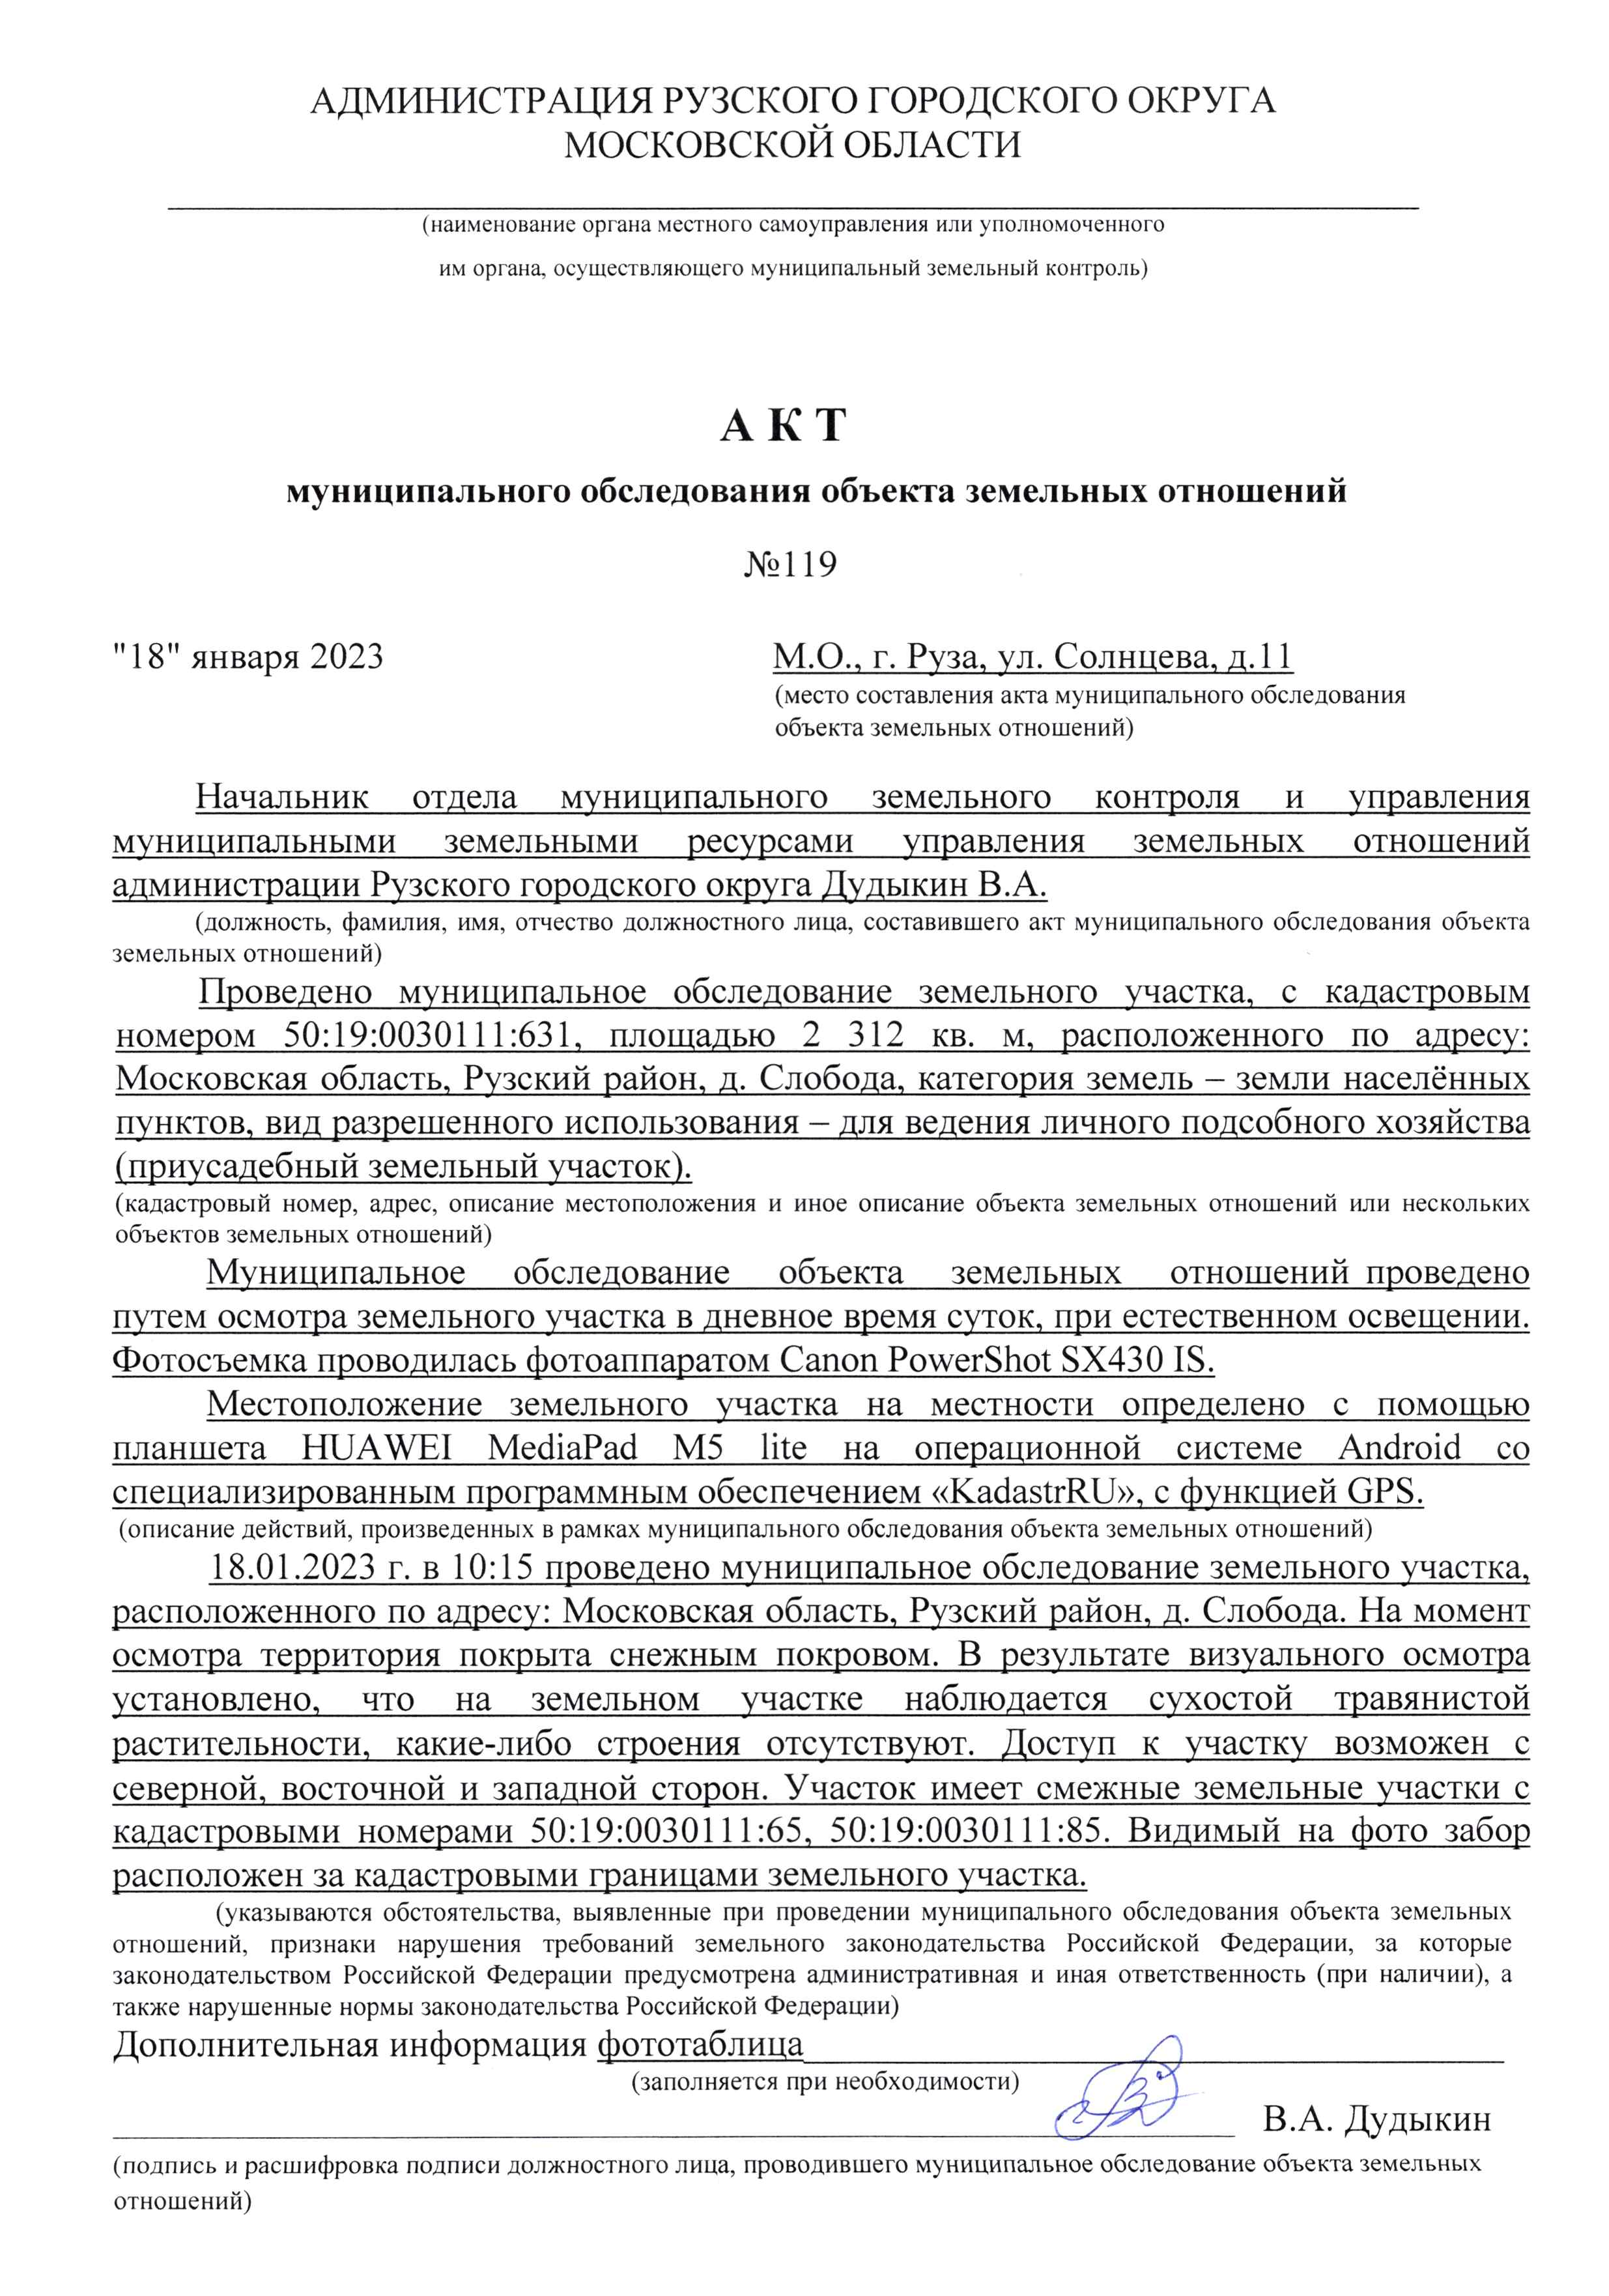 АДМИНИСТРАЦИЯ РУЗСКОГО ГОРОДСКОГО ОКРУГА
МОСКОВСКОЙ ОБЛАСТИ
(наименование органа местного самоуправления или уполномоченного
им органа, осуществляющего муниципальный земельный контроль)
А К Т
муниципального обследования объекта земельных отношений
№119
"18" января 2023
М.О., г. Руза, ул. Солнцева, д.11
(место составления акта муниципального обследования
объекта земельных отношений)
Начальник отдела муниципального земельного контроля и управления
муниципальными земельными ресурсами управления земельных отношений
администрации Рузского городского округа Дудыкин В.А.
(должность, фамилия, имя, отчество должностного лица, составившего акт муниципального обследования объекта
земельных отношений)
Проведено муниципальное обследование земельного участка, с кадастровым
номером 50:19:0030111:631, площадью 2 312 кв. м, расположенного по адресу:
Московская область, Рузский район, д. Слобода, категория земель – земли населённых
пунктов, вид разрешенного использования – для ведения личного подсобного хозяйства
(приусадебный земельный участок).
(кадастровый номер, адрес, описание местоположения и иное описание объекта земельных отношений или нескольких
объектов земельных отношений)
Муниципальное обследование объекта земельных отношений проведено
путем осмотра земельного участка в дневное время суток, при естественном освещении.
Фотосъемка проводилась фотоаппаратом Canon PowerShot SX430 IS.
Местоположение земельного участка на местности определено с помощью
планшета HUAWEI MediaPad M5 lite на операционной системе Android со
специализированным программным обеспечением «KadastrRU», с функцией GPS.
(описание действий, произведенных в рамках муниципального обследования объекта земельных отношений)
18.01.2023 г. в 10:15 проведено муниципальное обследование земельного участка,
расположенного по адресу: Московская область, Рузский район, д. Слобода. На момент
осмотра территория покрыта снежным покровом. В результате визуального осмотра
установлено, что на земельном участке наблюдается сухостой травянистой
растительности, какие-либо строения отсутствуют. Доступ к участку возможен с
северной, восточной и западной сторон. Участок имеет смежные земельные участки с
кадастровыми номерами 50:19:0030111:65, 50:19:0030111:85. Видимый на фото забор
расположен за кадастровыми границами земельного участка.
(указываются обстоятельства, выявленные при проведении муниципального обследования объекта земельных
отношений, признаки нарушения требований земельного законодательства Российской Федерации, за которые
законодательством Российской Федерации предусмотрена административная и иная ответственность (при наличии), а
также нарушенные нормы законодательства Российской Федерации)
Дополнительная информация фототаблица
(заполняется при необходимости)
В.А. Дудыкин
(подпись и расшифровка подписи должностного лица, проводившего муниципальное обследование объекта земельных
отношений)